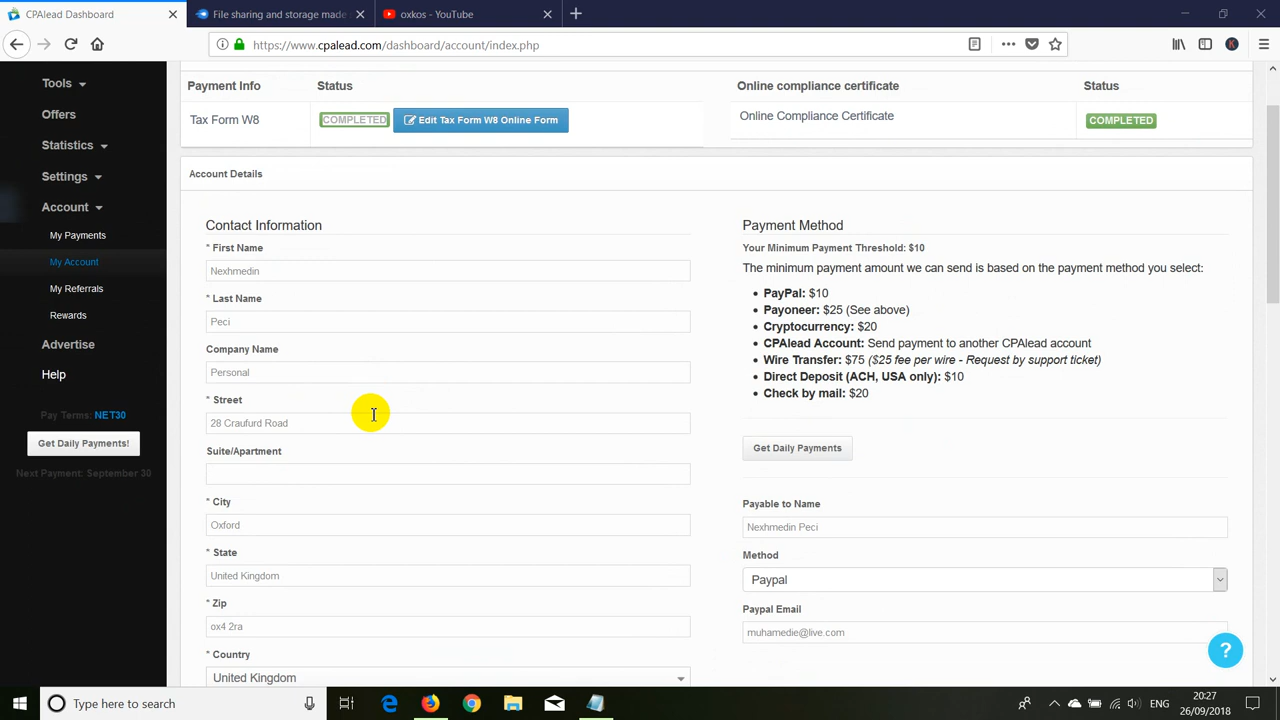 CPAlead Dashboard
File sharing and storage made
oxkos - YouTube
https://www.cpalead.com/dashboard/account/index.php
Tools
Offers
Statistics
Settings
Account
My Payments
My Account
My Referrals
Rewards
Advertise
Help
Pay Terms: NET30
Get Daily Payments!
Next Payment: September 30
Payment Info
Status
Tax Form W8
COMPLETED
Edit Tax Form W8 Online Form
Online compliance certificate
Status
Online Compliance Certificate
COMPLETED
Account Details
Contact Information
* First Name
Nexhmedin
* Last Name
Peci
Company Name
Personal
* Street
28 Craufurd Road
Suite/Apartment
* City
Oxford
* State
United Kingdom
* Zip
ox4 2ra
* Country
United Kingdom
Payment Method
Your Minimum Payment Threshold: $10
The minimum payment amount we can send is based on the payment method you select:
• PayPal: $10
• Payoneer: $25 (See above)
• Cryptocurrency: $20
• CPAlead Account: Send payment to another CPAlead account
• Wire Transfer: $75 ($25 fee per wire - Request by support ticket)
• Direct Deposit (ACH, USA only): $10
• Check by mail: $20
Get Daily Payments
Payable to Name
Nexhmedin Peci
Method
Paypal
Paypal Email
muhamedie@live.com
?
Type here to search
ENG
20:27
26/09/2018
K